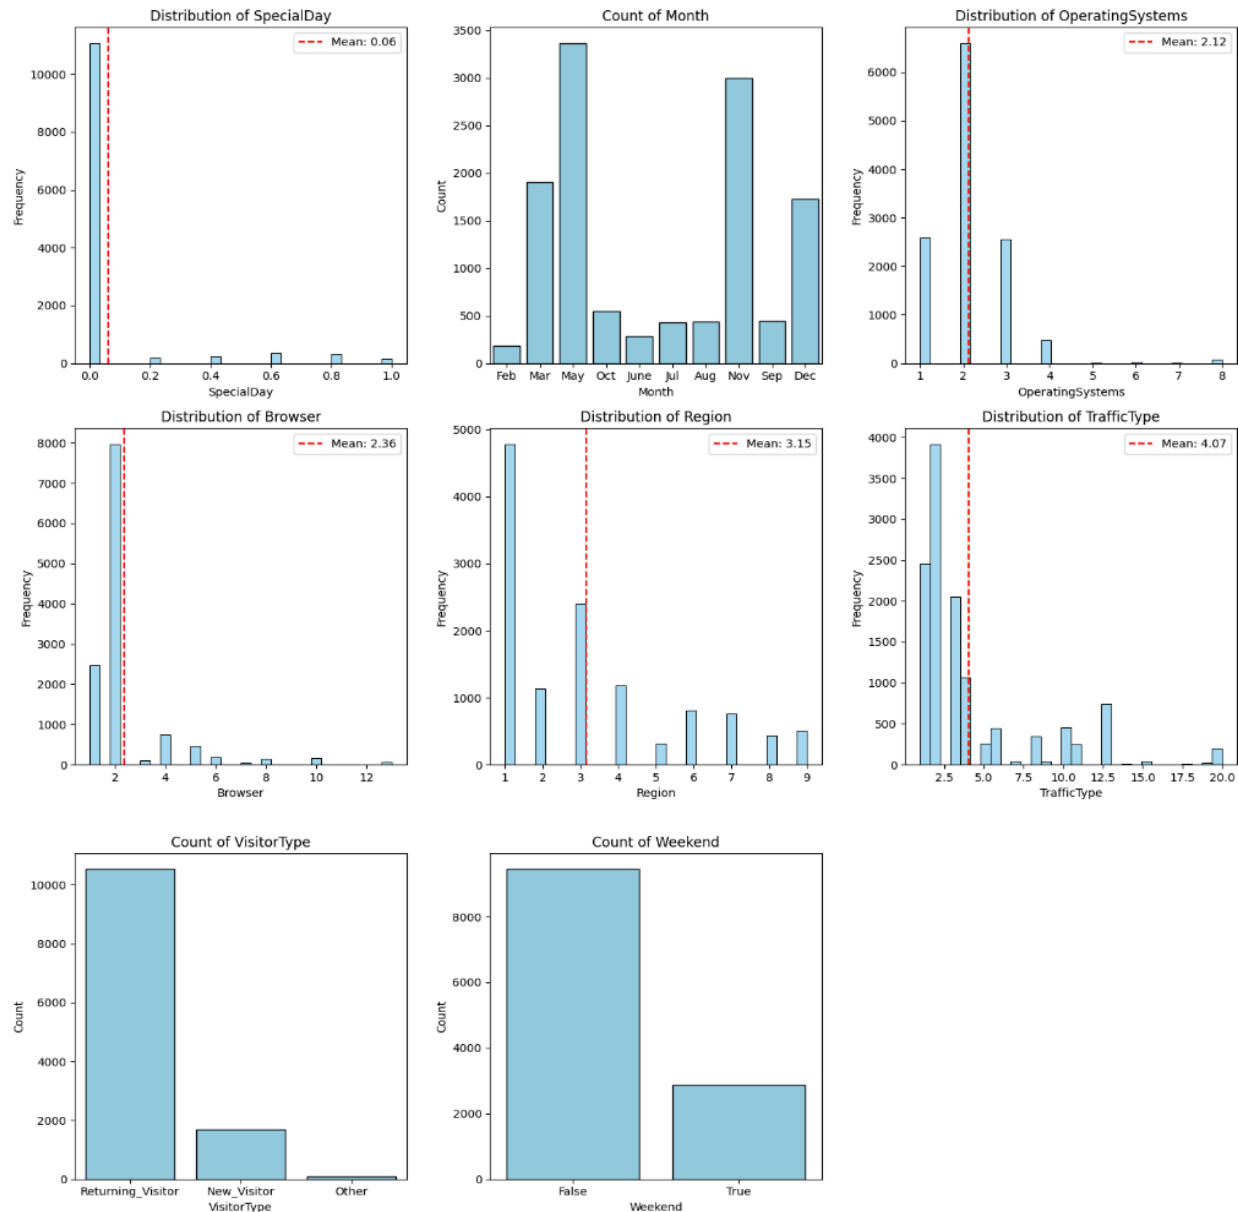 Distribution of SpecialDay
Mean: 0.06
Frequency
10000
8000
6000
4000
2000
0
0.0 0.2 0.4 0.6 0.8 1.0
SpecialDay
Count of Month
Count
3500
3000
2500
2000
1500
1000
500
0
Feb Mar May Oct June Jul Aug Nov Sep Dec
Month
Distribution of OperatingSystems
Mean: 2.12
Frequency
6000
5000
4000
3000
2000
1000
0
1 2 3 4 5 6 7 8
OperatingSystems
Distribution of Browser
Mean: 2.36
Frequency
8000
7000
6000
5000
4000
3000
2000
1000
0
2 4 6 8 10 12
Browser
Distribution of Region
Mean: 3.15
Frequency
5000
4000
3000
2000
1000
0
1 2 3 4 5 6 7 8 9
Region
Distribution of TrafficType
Mean: 4.07
Frequency
4000
3500
3000
2500
2000
1500
1000
500
0
2.5 5.0 7.5 10.0 12.5 15.0 17.5 20.0
TrafficType
Count of VisitorType
Count
10000
8000
6000
4000
2000
0
Returning_Visitor New_Visitor Other
VisitorType
Count of Weekend
Count
8000
6000
4000
2000
0
False True
Weekend